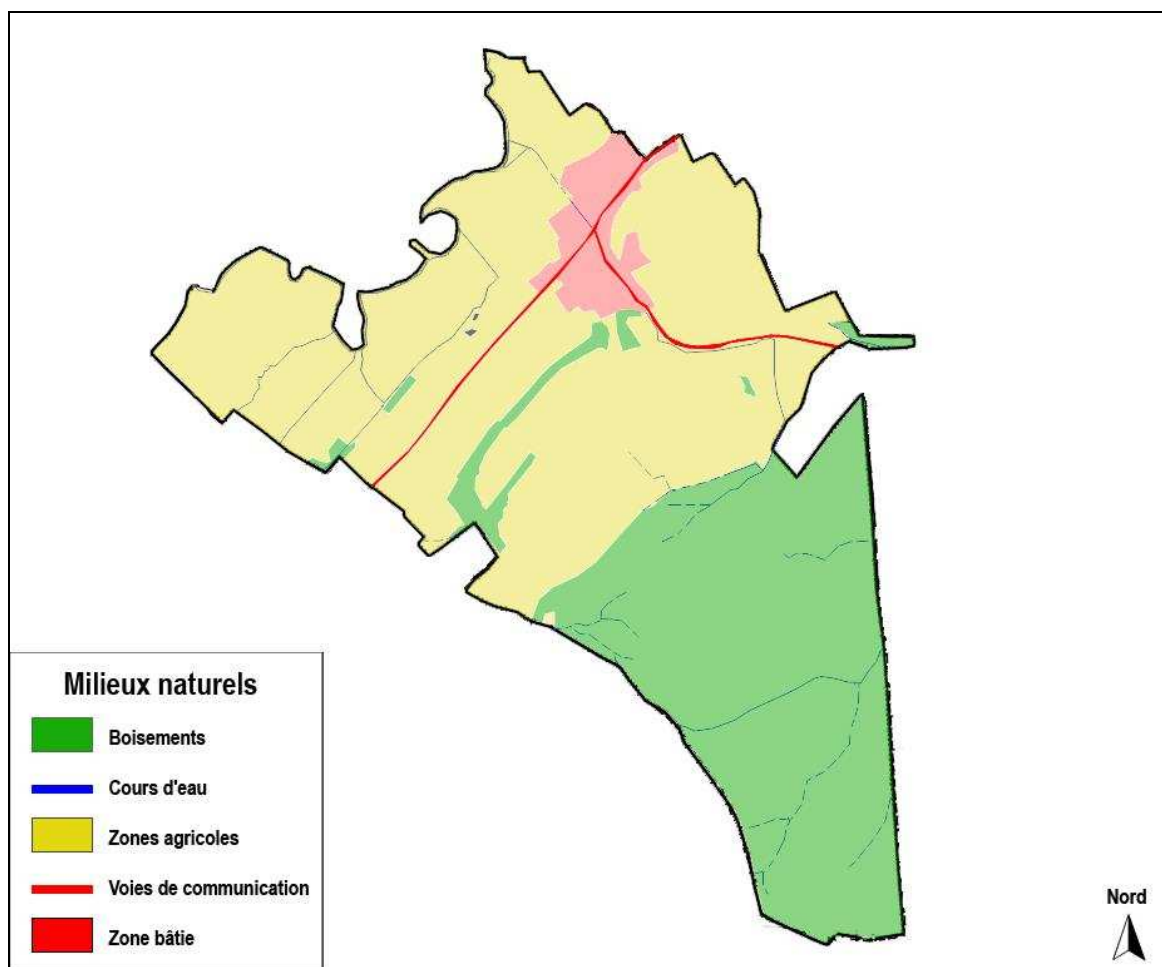 Milieux naturels
Boisements
Cours d'eau
Zones agricoles
Voies de communication
Zone bâtie
Nord